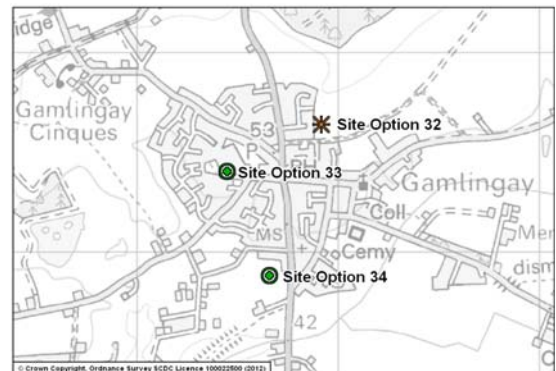 idge
Gamlingay
Cinques
53
P
Site Option 32
Site Option 33
Gamlingay
Coll
MS
Cemy
Site Option 34
Mer
dism
42
© Crown Copyright. Ordnance Survey SCDC Licence 100022500 (2012)